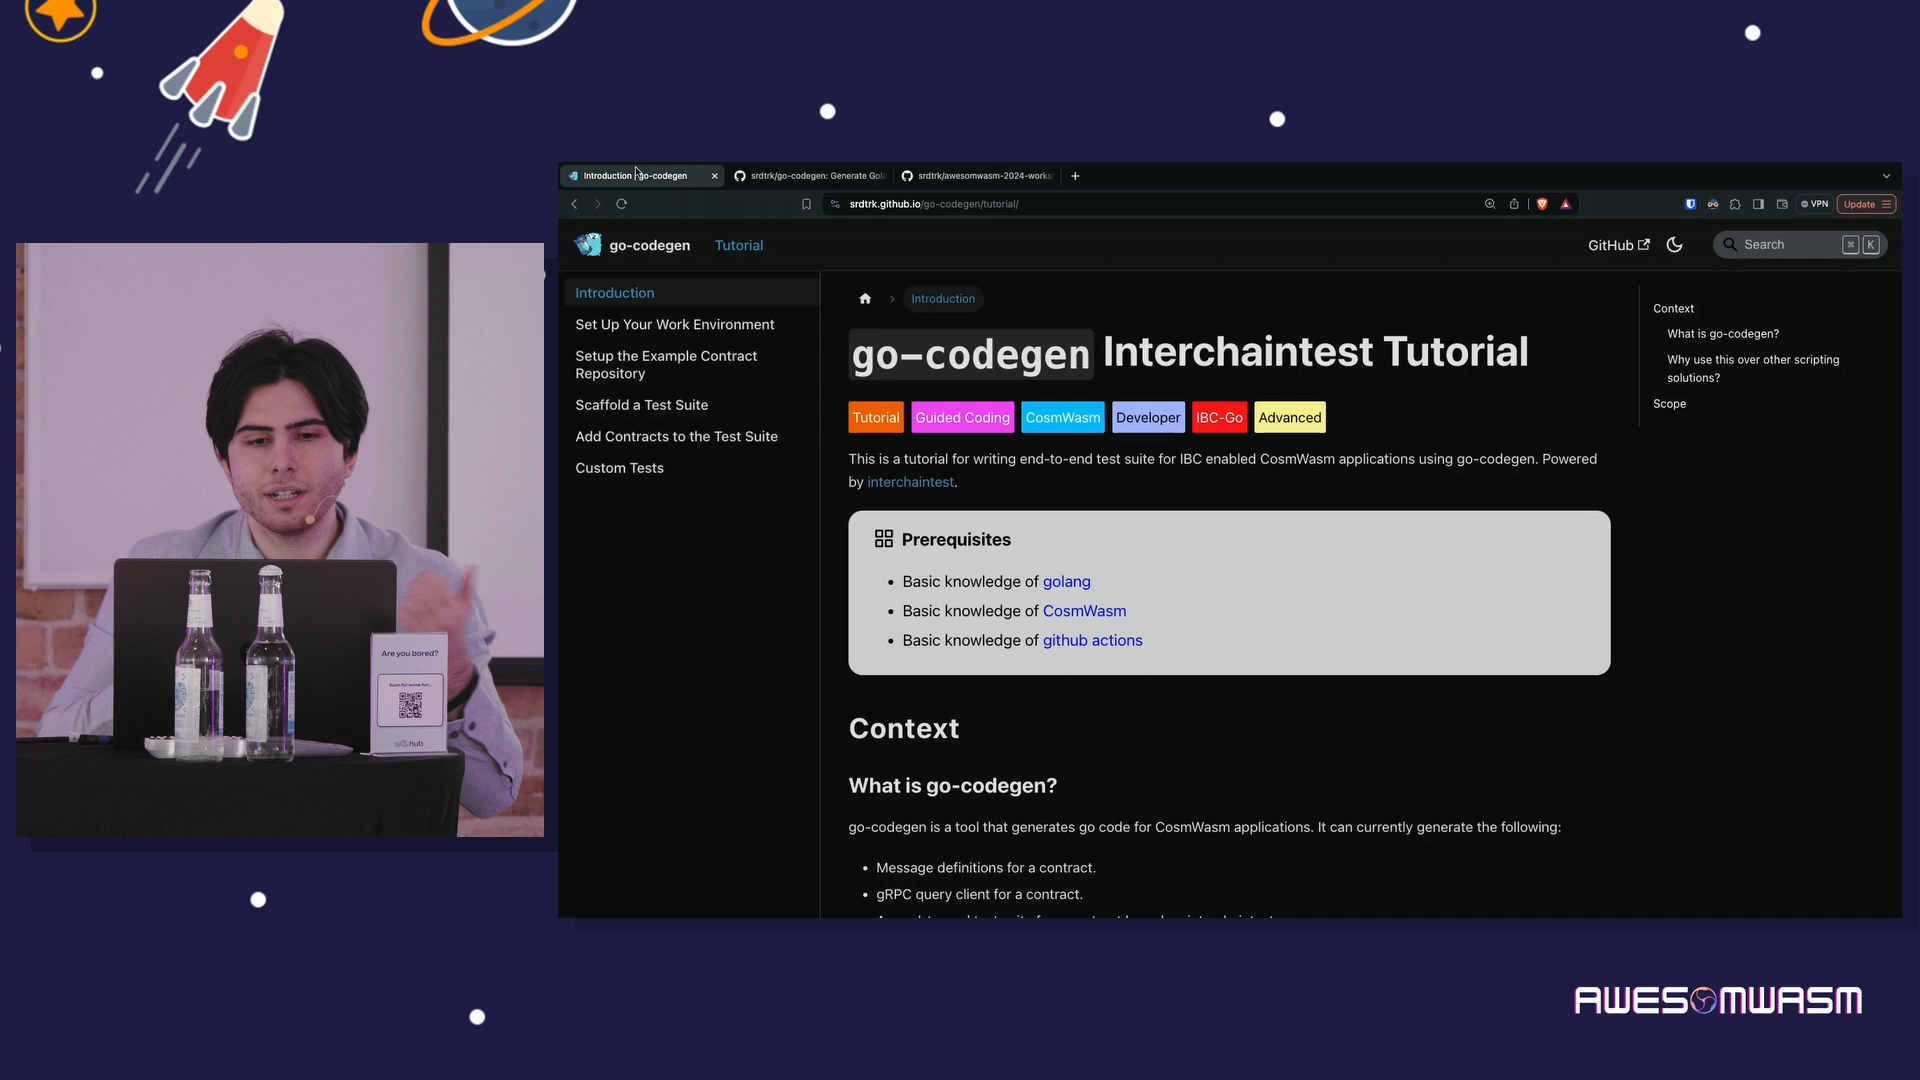 Introduction | go-codegen
srdtrk/go-codegen: Generate Gol
srdtrk/awesomwasm-2024-works
srdtrk.github.io/go-codegen/tutorial/
VPN
Update
go-codegen
Tutorial
GitHub
Search
⌘ K
Introduction
Set Up Your Work Environment
Setup the Example Contract
Repository
Scaffold a Test Suite
Add Contracts to the Test Suite
Custom Tests
Introduction
go-codegen Interchaintest Tutorial
Tutorial Guided Coding CosmWasm Developer IBC-Go Advanced
This is a tutorial for writing end-to-end test suite for IBC enabled CosmWasm applications using go-codegen. Powered
by interchaintest.
Prerequisites
• Basic knowledge of golang
• Basic knowledge of CosmWasm
• Basic knowledge of github actions
Context
What is go-codegen?
go-codegen is a tool that generates go code for CosmWasm applications. It can currently generate the following:
• Message definitions for a contract.
• gRPC query client for a contract.
Context
What is go-codegen?
Why use this over other scripting
solutions?
Scope
Are you bored?
AWESOMWASM